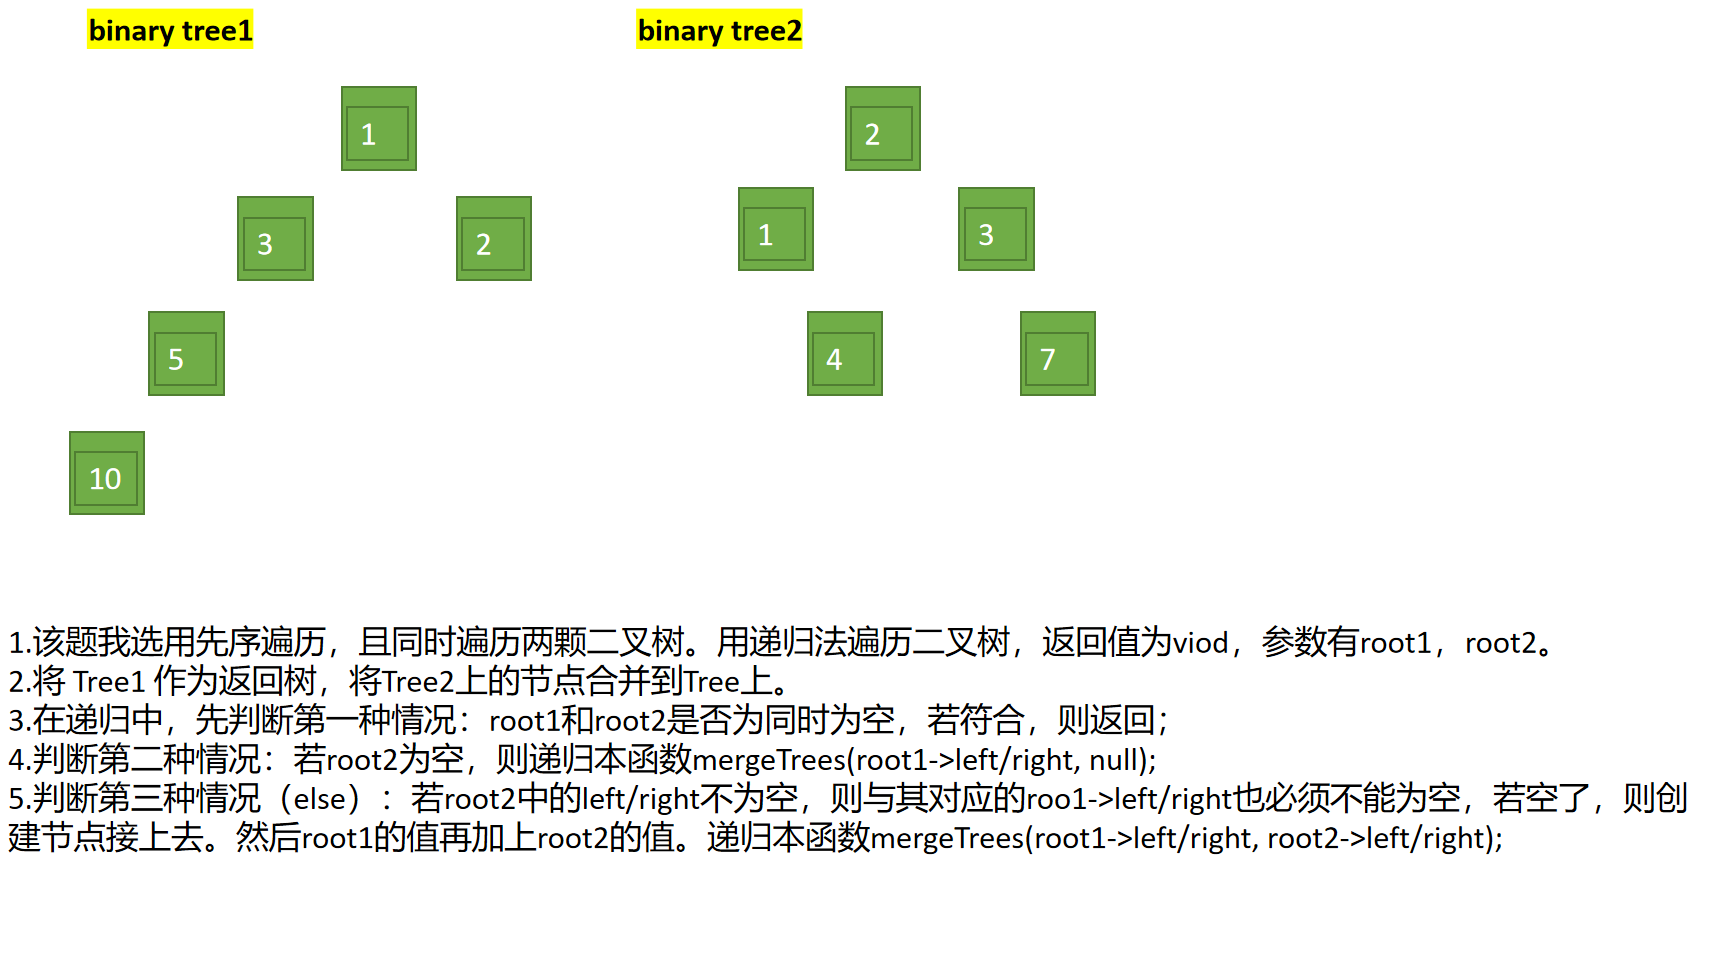 binary tree1
binary tree2
1
2
3
2
1
3
5
4
7
10
1.该题我选用先序遍历，且同时遍历两颗二叉树。用递归法遍历二叉树，返回值为viod，参数有root1，root2。
2.将 Tree1 作为返回树，将Tree2上的节点合并到Tree上。
3.在递归中，先判断第一种情况：root1和root2是否为同时为空，若符合，则返回；
4.判断第二种情况：若root2为空，则递归本函数mergeTrees(root1->left/right, null);
5.判断第三种情况（else）：若root2中的left/right不为空，则与其对应的roo1->left/right也必须不能为空，若空了，则创
建节点接上去。然后root1的值再加上root2的值。递归本函数mergeTrees(root1->left/right, root2->left/right);